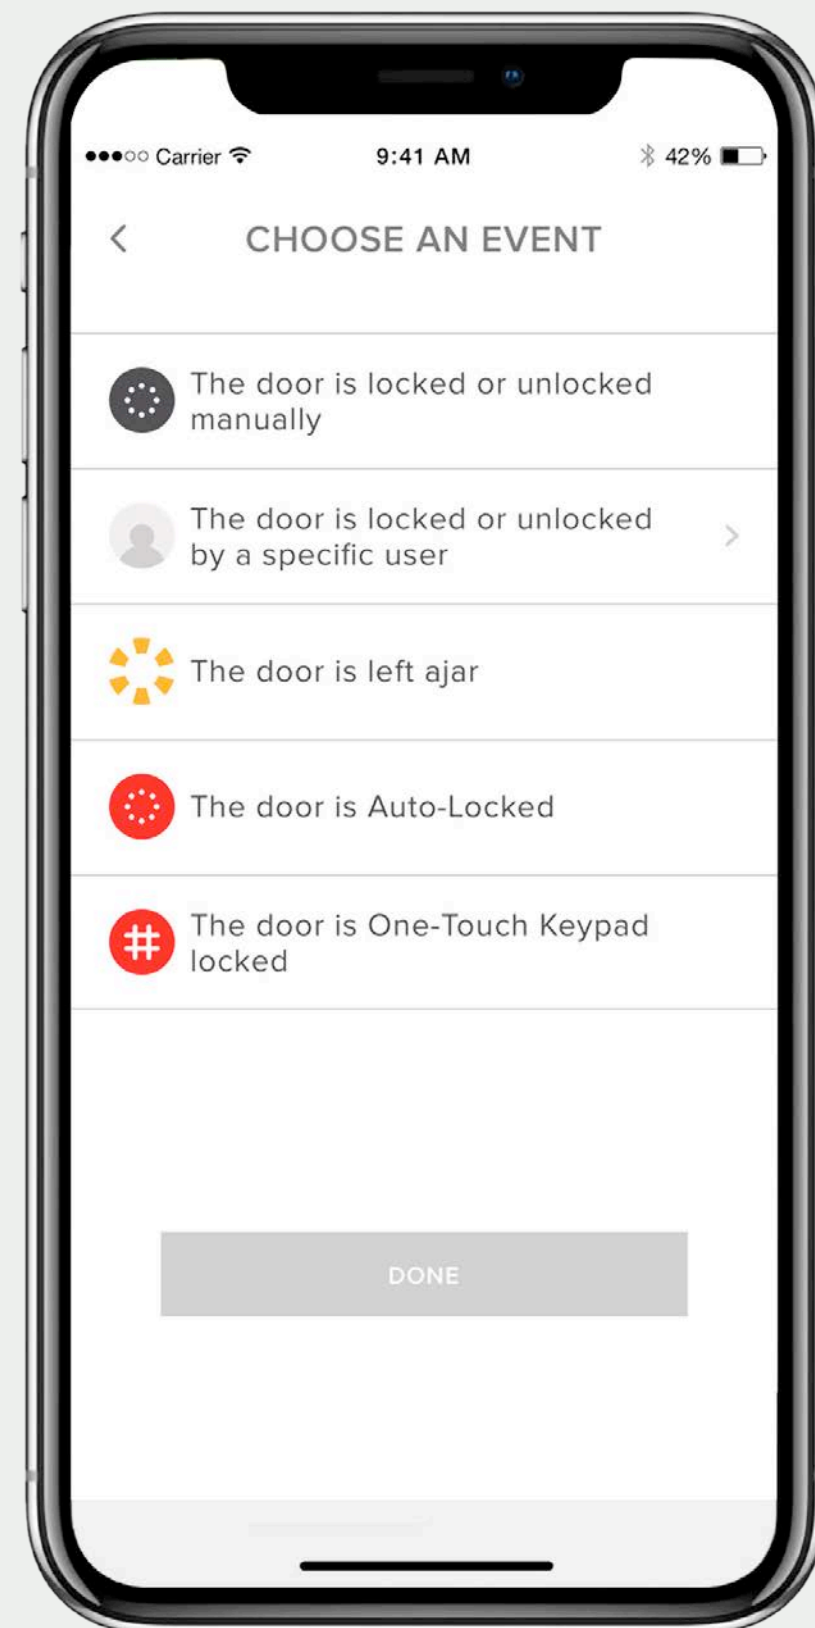 ●●●○○ Carrier 9:41 AM 42%
CHOOSE AN EVENT
The door is locked or unlocked
manually
The door is locked or unlocked
by a specific user
The door is left ajar
The door is Auto-Locked
The door is One-Touch Keypad
locked
DONE